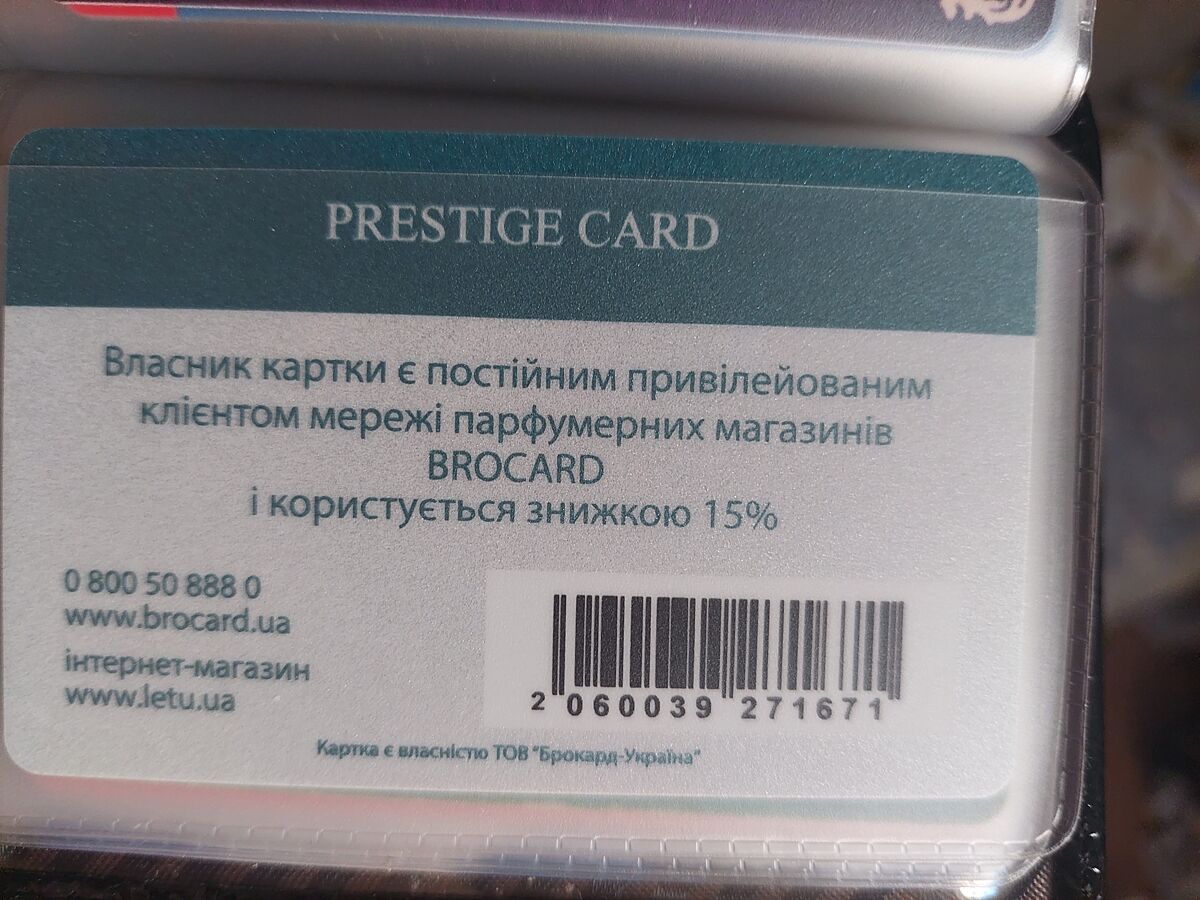 PRESTIGE CARD
Власник картки є постійним привілейованим
клієнтом мережі парфумерних магазинів
BROCARD
і користується знижкою 15%
0 800 50 888 0
www.brocard.ua
інтернет-магазин
www.letu.ua
2 060039 271671
Картка є власністю ТОВ "Брокард-Україна"